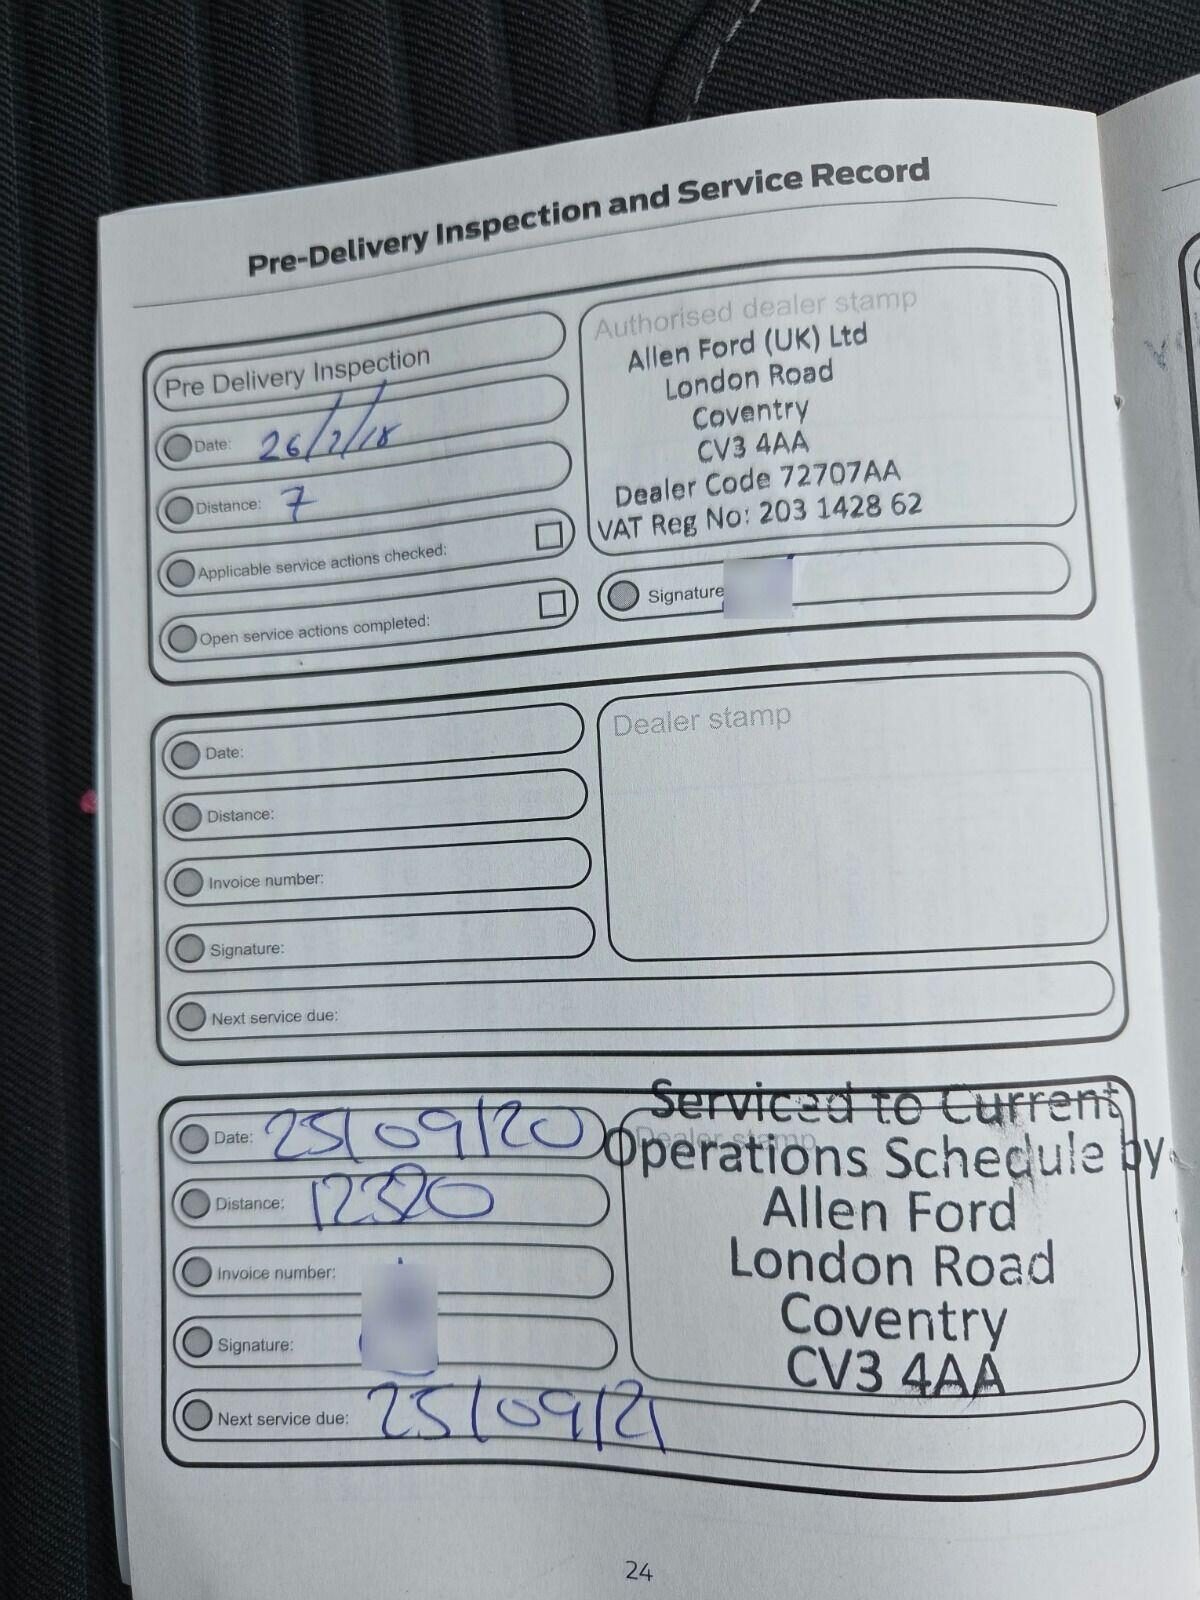 Pre-Delivery Inspection and Service Record
Pre Delivery Inspection
Date: 26/7/18
Distance: 7
Applicable service actions checked:
Open service actions completed:
Authorised dealer stamp
Allen Ford (UK) Ltd
London Road
Coventry
CV3 4AA
Dealer Code 72707AA
VAT Reg No: 203 1428 62
Signature
Date:
Distance:
Invoice number:
Signature:
Next service due:
Dealer stamp
Date: 25/09/20
Distance: 12320
Invoice number:
Signature:
Next service due: 25/09/21
Dealer stamp
Serviced to Current
Operations Schedule by
Allen Ford
London Road
Coventry
CV3 4AA
24